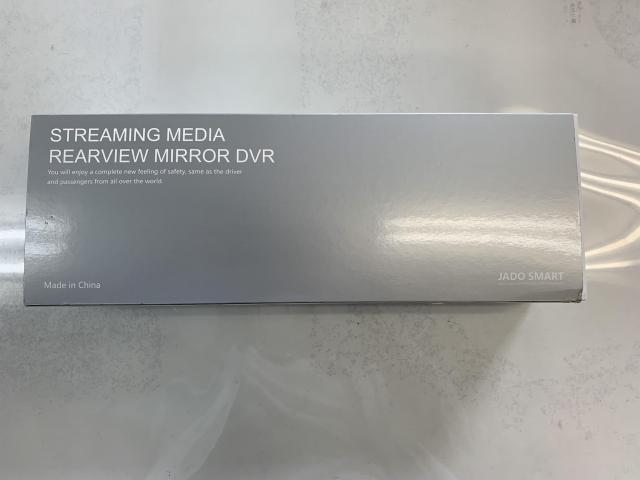 STREAMING MEDIA
REARVIEW MIRROR DVR
You will enjoy a complete new feeling of safety, same as the driver
and passengers from all over the world.
Made in China
JADO SMART